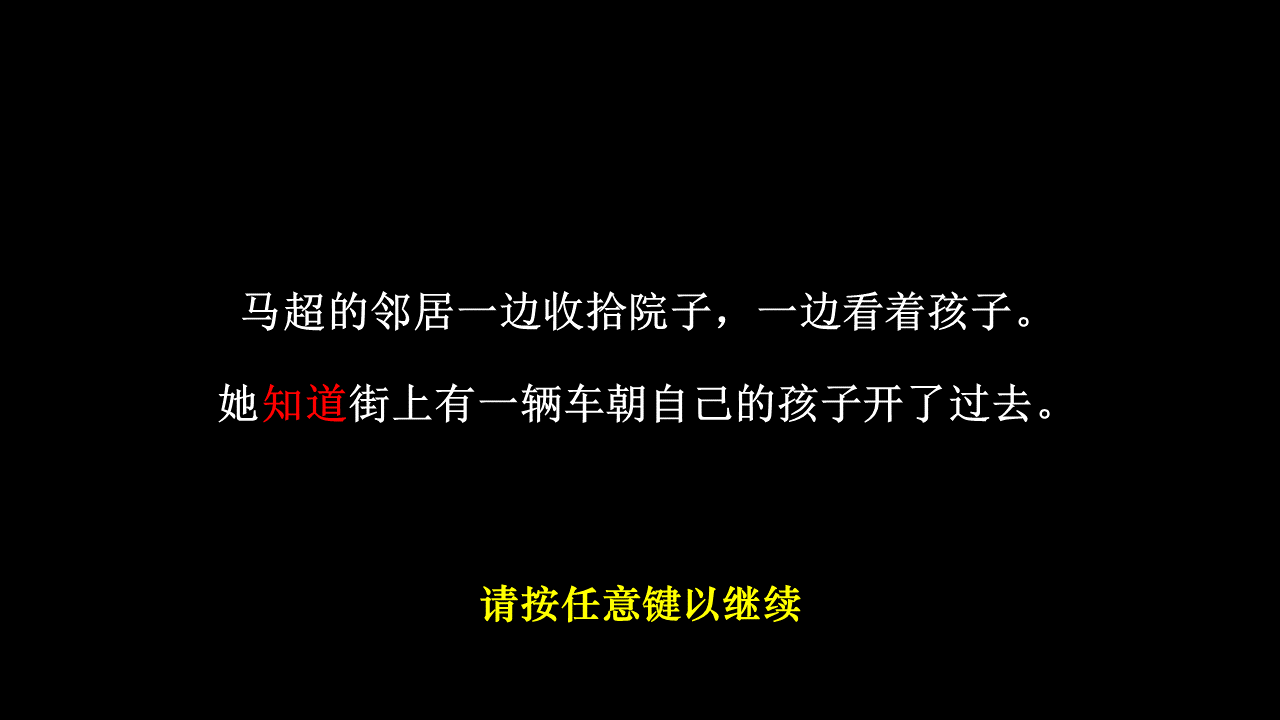 马超的邻居一边收拾院子，一边看着孩子。
她知道街上有一辆车朝自己的孩子开了过去。
请按任意键以继续